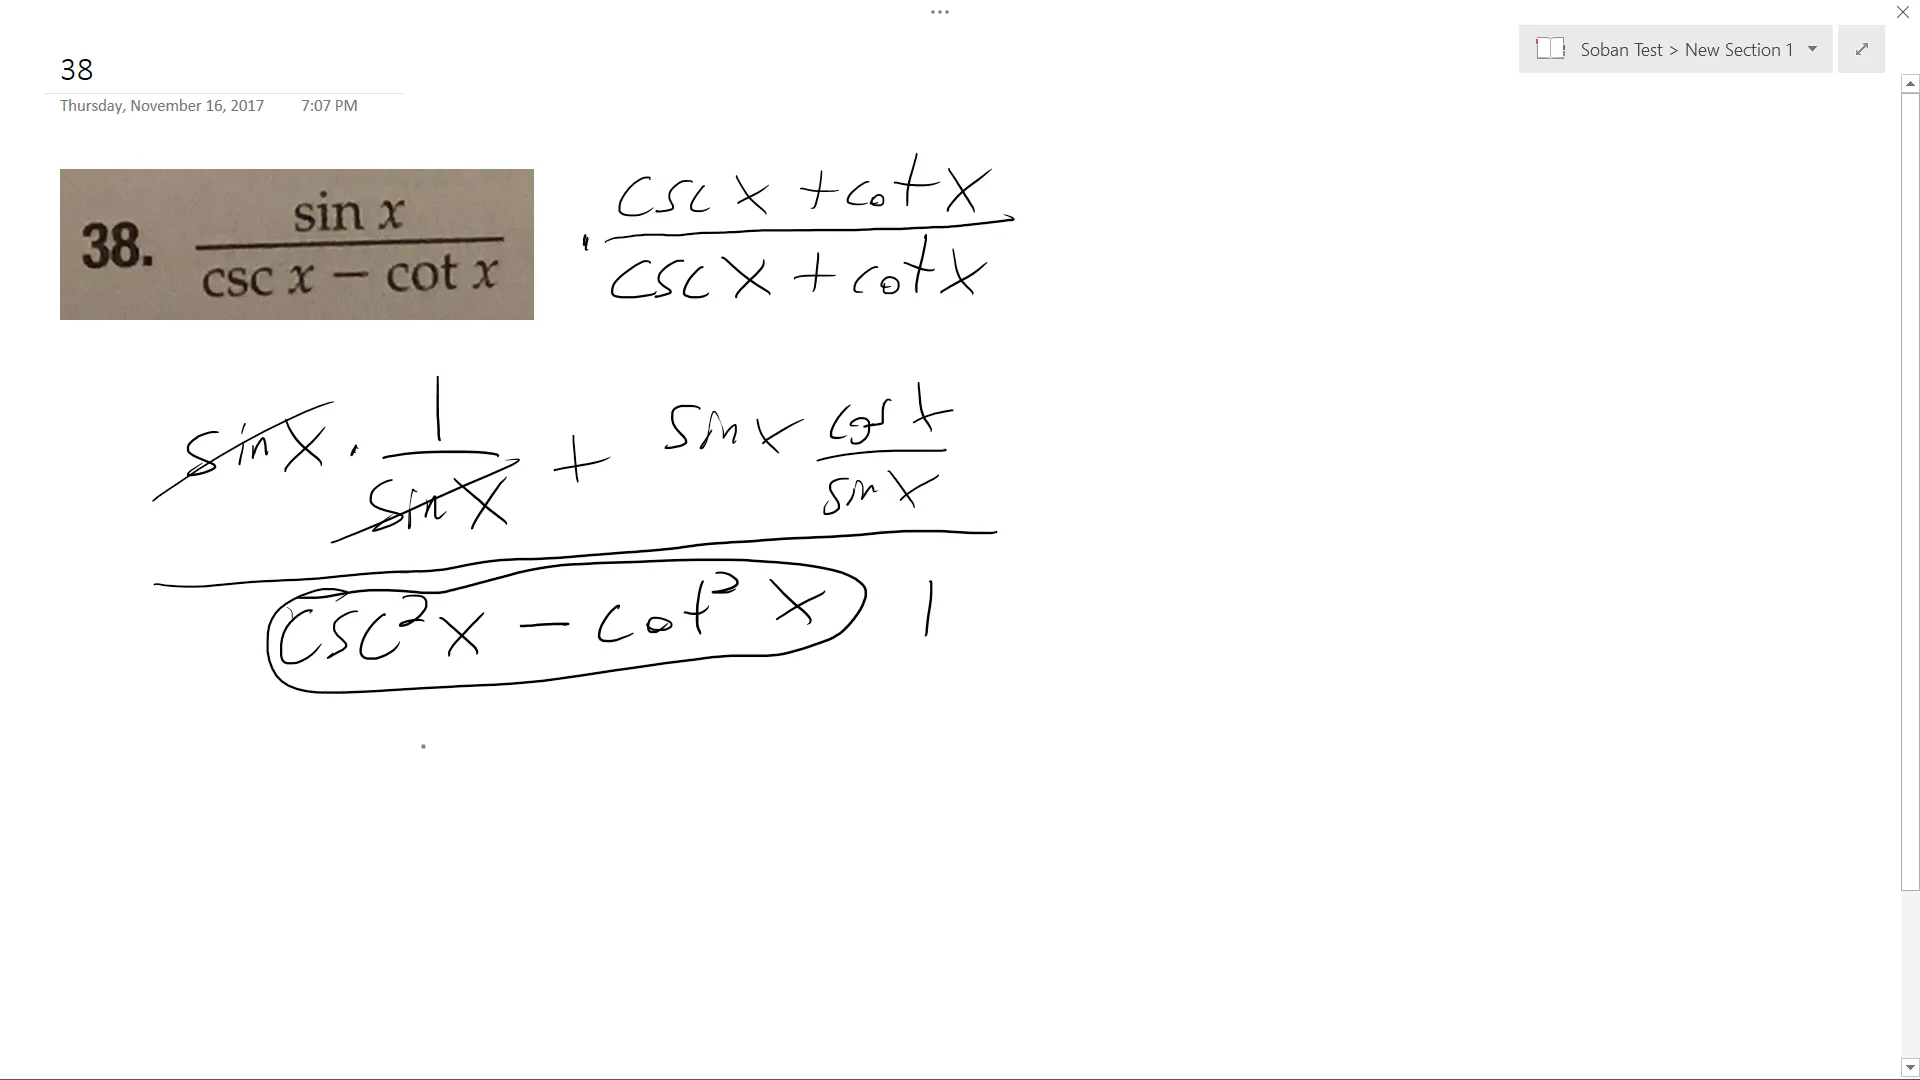 ...
Soban Test > New Section 1
38
Thursday, November 16, 2017 7:07 PM
38. sin x / csc x − cot x
· csc x + cot x / csc x + cot x
sin x · 1 / sin x + sin x cos x / sin x
csc² x − cot² x 1